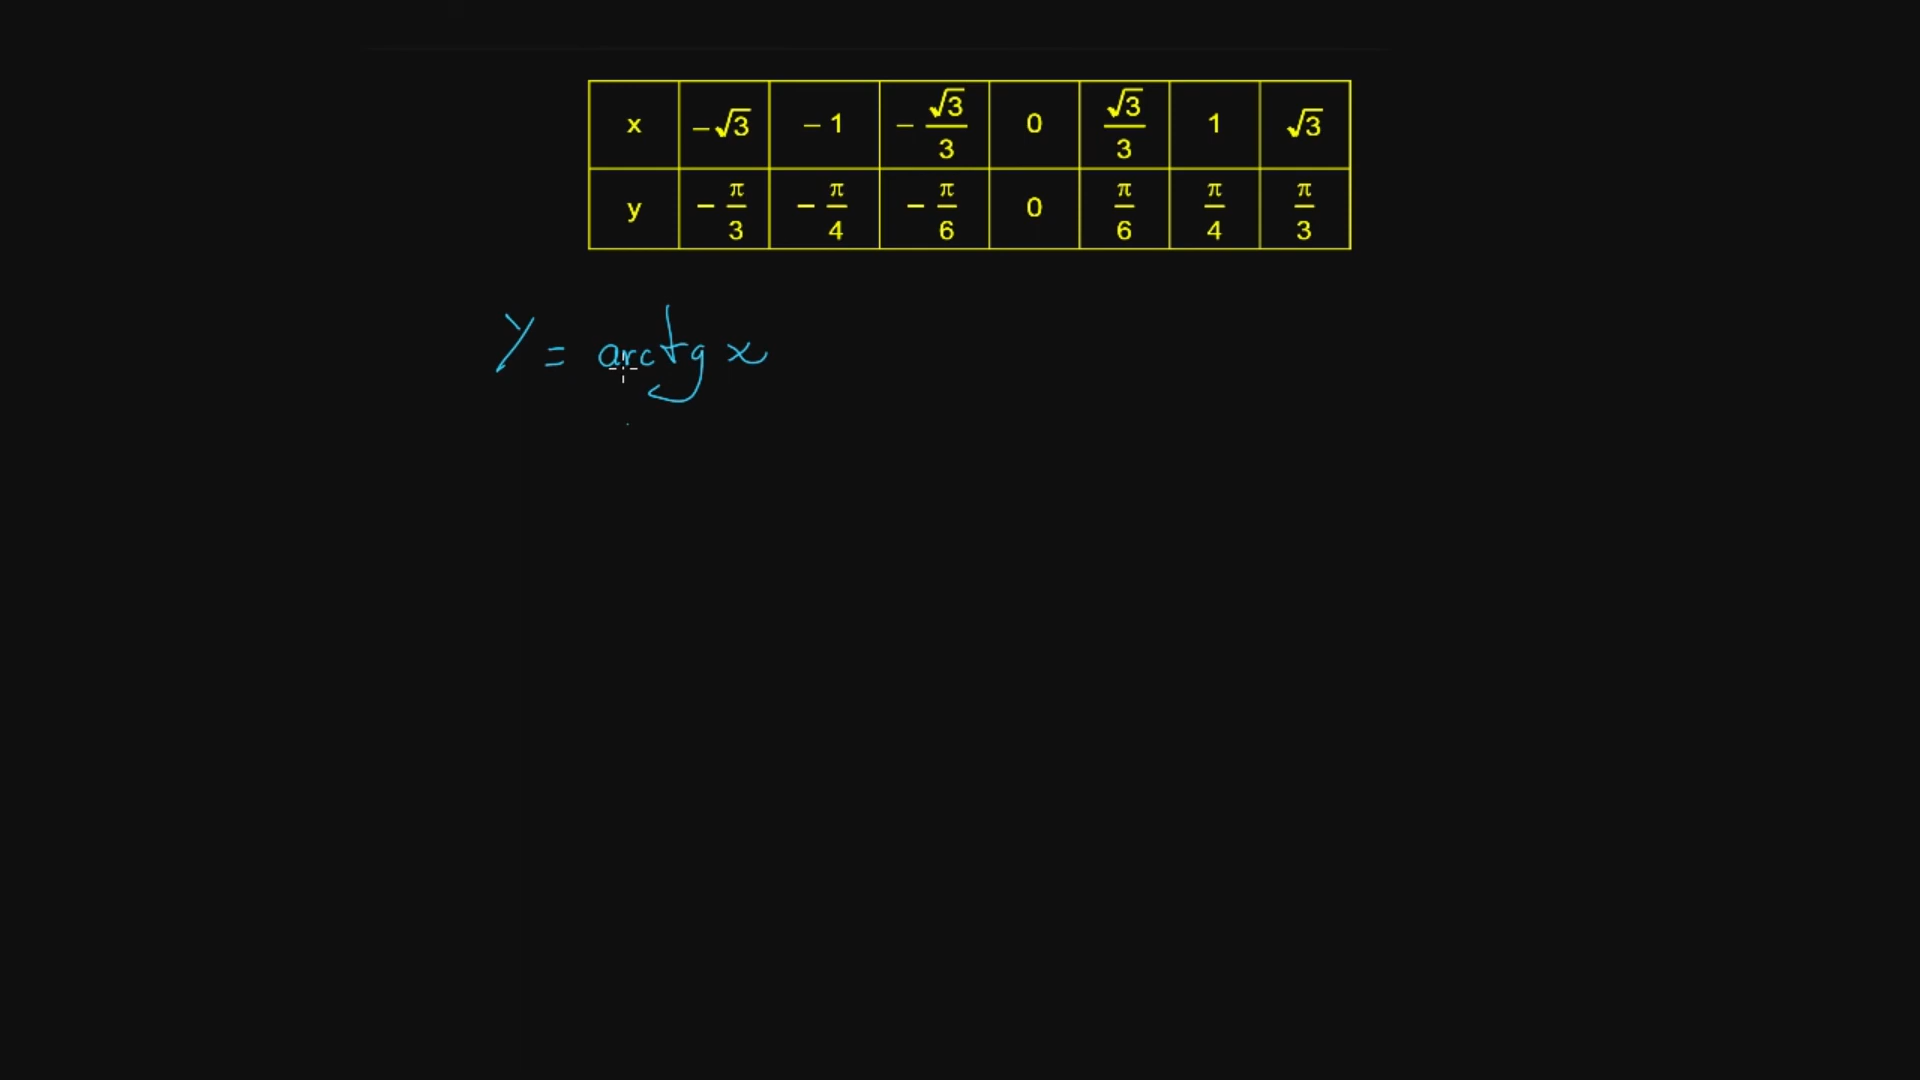 x −√3 −1 −√3/3 0 √3/3 1 √3
y −π/3 −π/4 −π/6 0 π/6 π/4 π/3
y = arctg x